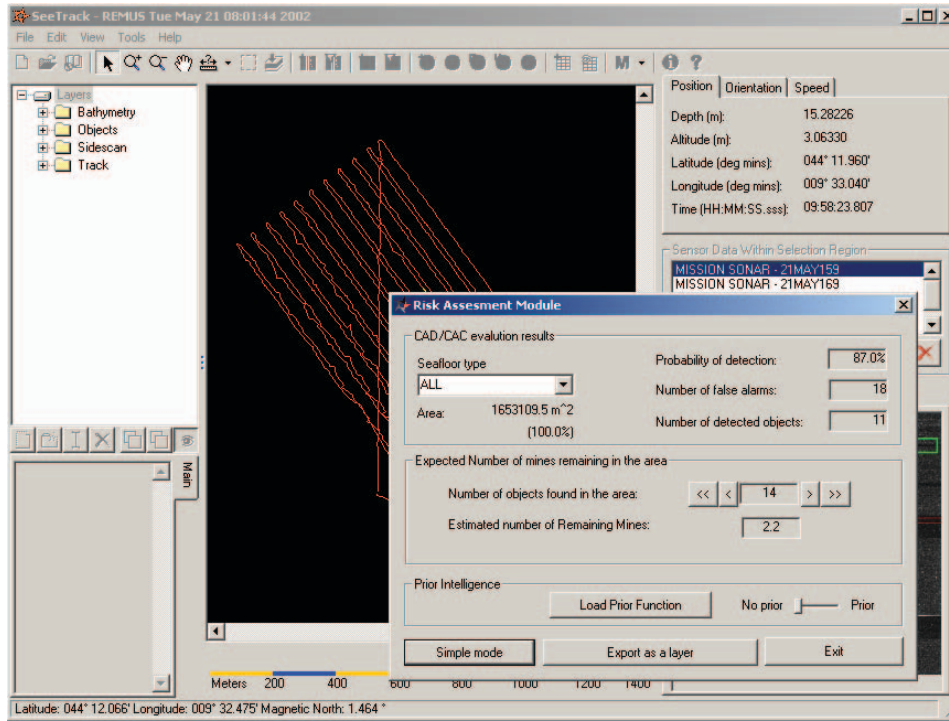 SeeTrack - REMUS Tue May 21 08:01:44 2002
File Edit View Tools Help
M
Layers
Bathymetry
Objects
Sidescan
Track
Position Orientation Speed
Depth (m): 15.28226
Altitude (m): 3.06330
Latitude (deg mins): 044° 11.960'
Longitude (deg mins): 009° 33.040'
Time (HH:MM:SS.sss): 09:58:23.807
Sensor Data Within Selection Region
MISSION SONAR - 21MAY159
MISSION SONAR - 21MAY169
Risk Assesment Module
CAD/CAC evalution results
Seafloor type
ALL
Area: 1653109.5 m^2
(100.0%)
Probability of detection: 87.0%
Number of false alarms: 18
Number of detected objects: 11
Expected Number of mines remaining in the area
Number of objects found in the area: << < 14 > >>
Estimated number of Remaining Mines: 2.2
Prior Intelligence
Load Prior Function No prior Prior
Simple mode Export as a layer Exit
Main
Meters 200 400 600 800 1000 1200 1400
Latitude: 044° 12.066' Longitude: 009° 32.475' Magnetic North: 1.464 °